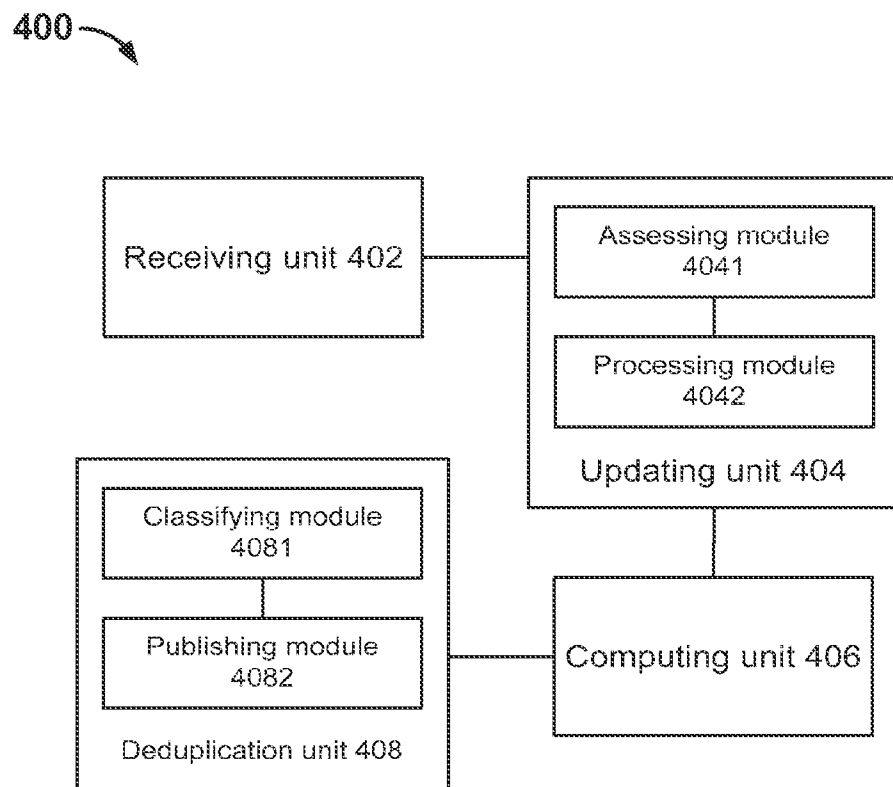 400
Receiving unit 402
Assessing module
4041
Processing module
4042
Updating unit 404
Classifying module
4081
Publishing module
4082
Deduplication unit 408
Computing unit 406